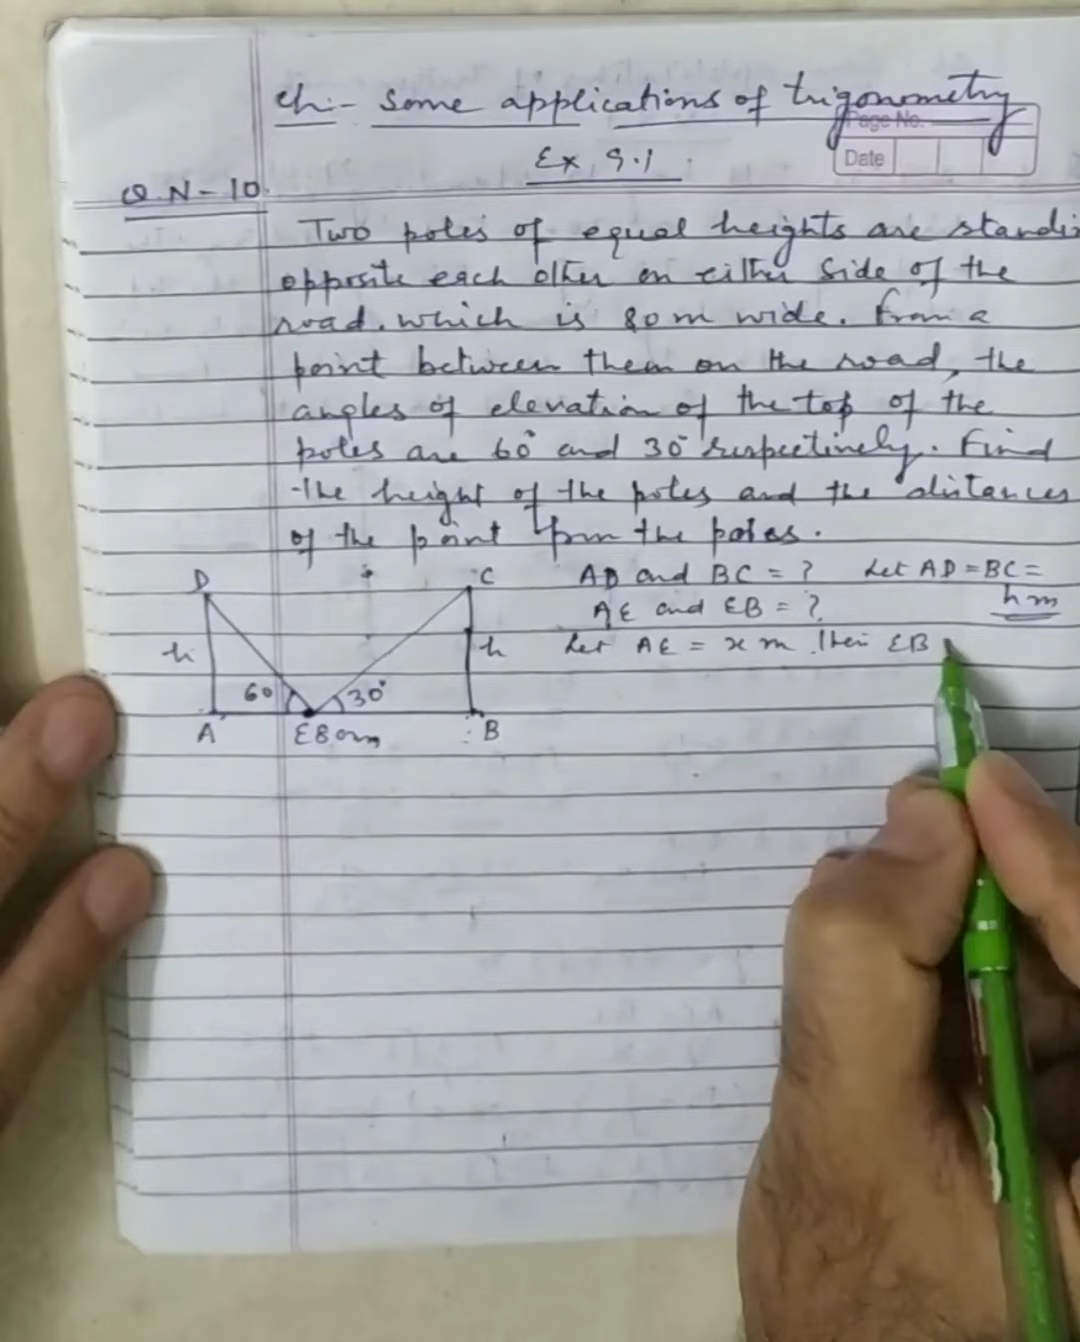 Ch:- Some applications of trigonometry
Page No.
Date
Ex 9.1
Q.N-10.
Two poles of equal heights are standi
opposite each other on either side of the
road. which is 80m wide. From a
point between them on the road, the
angles of elevation of the top of the
poles are 60° and 30° respectively. Find
the height of the poles and the distances
of the point from the poles.
D C
AD and BC = ? Let AD = BC =
h m
AE and EB = ?
h h
Let AE = x m then EB
60 30°
A E 80m B